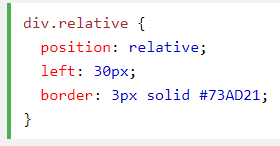 div.relative {
  position: relative;
  left: 30px;
  border: 3px solid #73AD21;
}